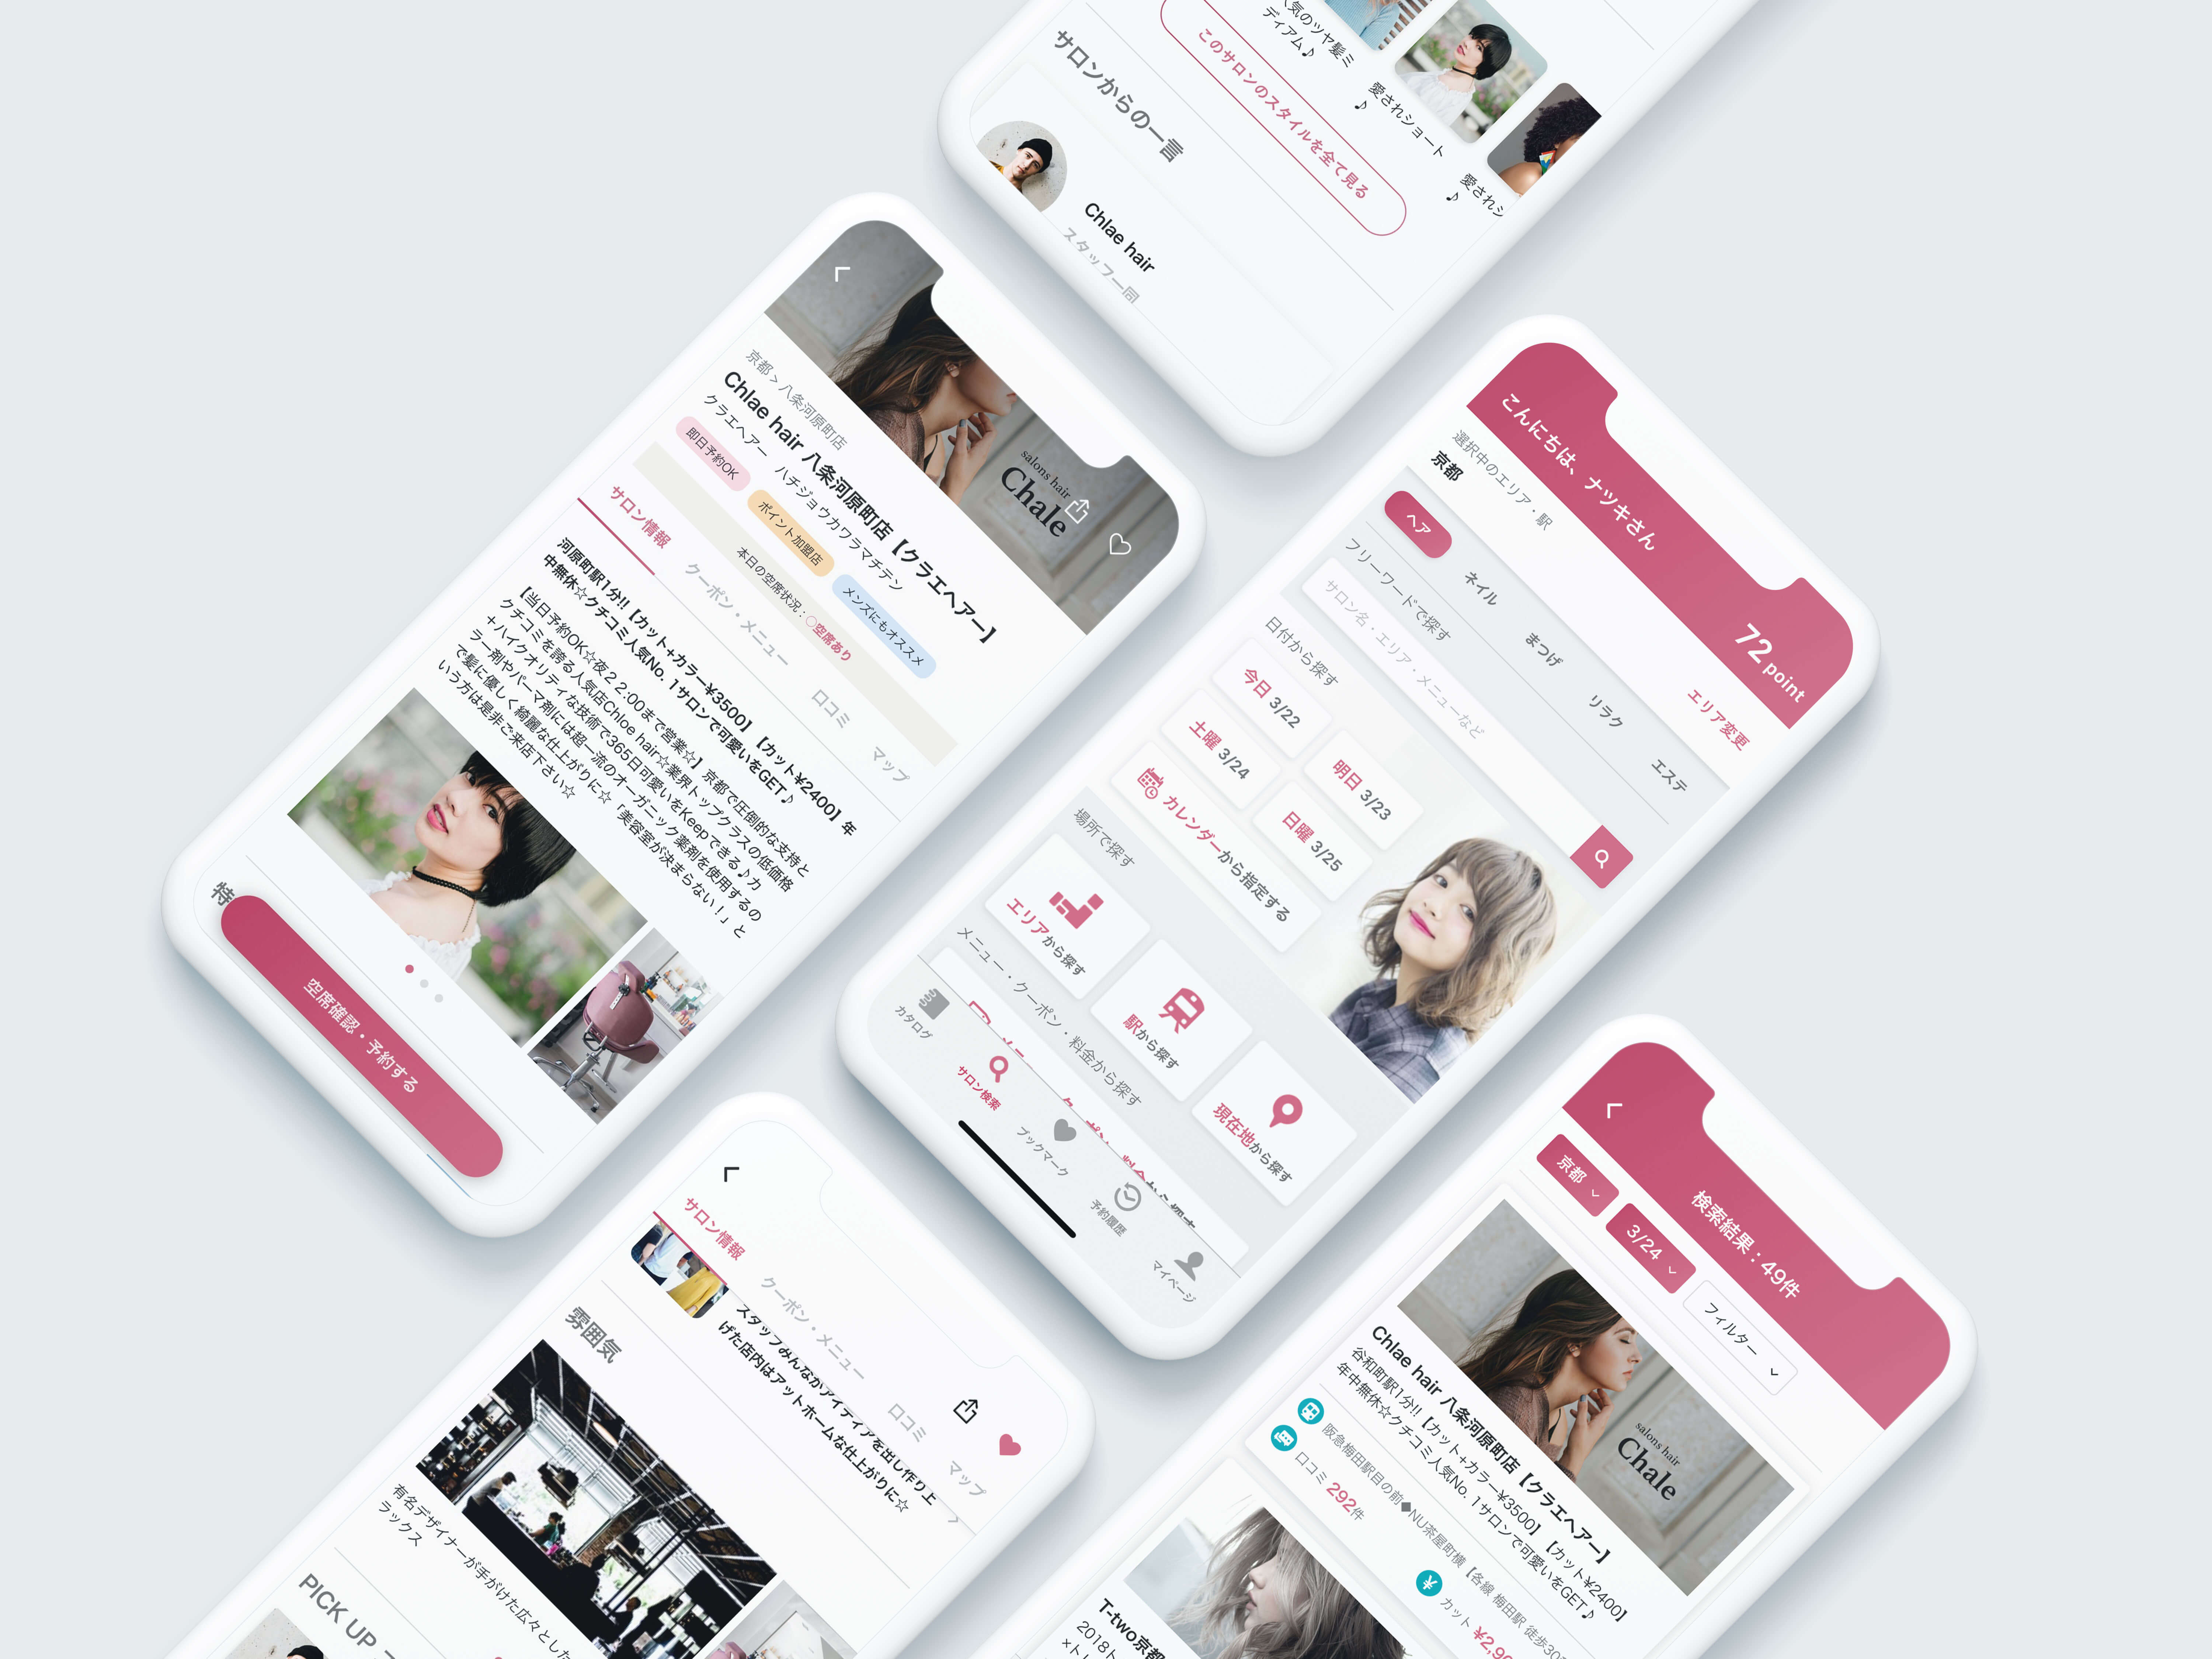 人気のツヤ髪ミ
ディアム♪
愛されショート
♪
愛されシ
♪
このサロンのスタイルを全て見る
サロンからの一言
Chlae hair
スタッフ一同
salons hair
Chale
京都 > 八条河原町店
Chlae hair 八条河原町店【クラエヘアー】
クラエヘアー ハチジョウカワラマチテン
即日予約OK
ポイント加盟店
メンズにもオススメ
本日の空席状況：○空席あり
サロン情報
クーポン・メニュー
口コミ
マップ
河原町駅1分!!【カット+カラー¥3500】【カット¥2400】年
中無休☆クチコミ人気No. 1サロンで可愛いをGET♪
【当日予約OK☆夜２２:00まで営業☆】京都で圧倒的な支持と
クチコミを誇る人気店Chloe hair☆業界トップクラスの低価格
+ハイクオリティな技術で365日可愛いをKeepできる♪カ
ラー剤やパーマ剤には超一流のオーガニック薬剤を使用するの
で髪に優しく綺麗な仕上がりに☆「美容室が決まらない！」と
いう方は是非ご来店下さい☆
特
空席確認・予約する
こんにちは、ナツキさん
72 point
選択中のエリア・駅
京都
エリア変更
ヘア
ネイル
まつげ
リラク
エステ
フリーワードで探す
サロン名・エリア・メニューなど
日付から探す
今日 3/22
明日 3/23
土曜 3/24
日曜 3/25
カレンダーから指定する
場所で探す
エリアから探す
駅から探す
現在地から探す
メニュー・クーポン・料金から探す
カタログ
サロン検索
ブックマーク
予約履歴
マイページ
サロン情報
クーポン・メニュー
口コミ
マップ
スタッフみんながアイディアを出し作り上
げた店内はアットホームな仕上がりに☆
雰囲気
有名デザイナーが手がけた広々とした
ラックス
PICK UP
検索結果：49件
京都
3/24
フィルター
salons hair
Chale
Chlae hair 八条河原町店【クラエヘアー】
谷和町駅1分!!【カット+カラー¥3500】【カット¥2400】
年中無休☆クチコミ人気No. 1サロンで可愛いをGET♪
阪急梅田駅目の前◆NU茶屋町横【各線 梅田駅 徒歩30
口コミ 292件
カット ¥2,90
T-two京都
2018ト
×ト